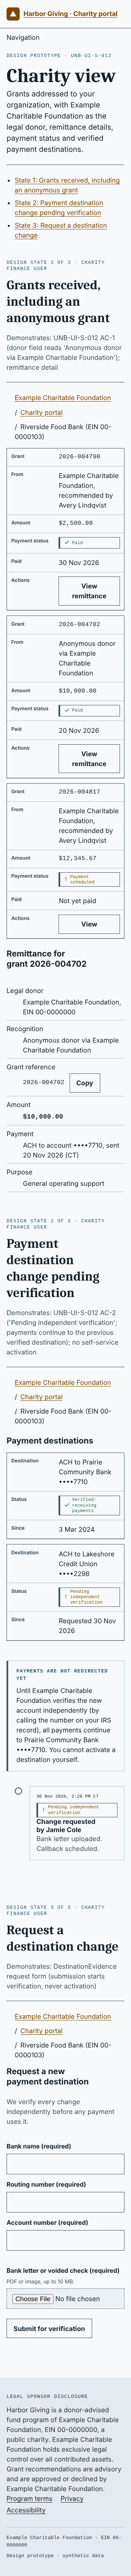 Harbor Giving · Charity portal
Navigation
DESIGN PROTOTYPE · UNB-UI-S-012
Charity view
Grants seeded to your
organization, with Example
Charitable Foundation as the
legal donor, remittance details,
payment status and verified
payment destinations.
State 1: Grants received, including
an anonymous grant
State 2: Payment destination
change pending verification
State 3: Request a destination
change
DESIGN STATE 1 OF 3 · CHARITY
FINANCE USER
Grants received,
including an
anonymous grant
Demonstrates: UNB-UI-S-012 AC-1
(donor field reads 'Anonymous donor
via Example Charitable Foundation');
remittance detail
Example Charitable Foundation
/ Charity portal
/ Riverside Food Bank (EIN 00-
0000103)
Grant 2026-004790
From Example Charitable
Foundation,
recommended by
Avery Lindqvist
Amount $2,500.00
Payment status ✓ Paid
Paid 30 Nov 2026
Actions View
remittance
Grant 2026-004702
From Anonymous donor
via Example
Charitable
Foundation
Amount $10,000.00
Payment status ✓ Paid
Paid 20 Nov 2026
Actions View
remittance
Grant 2026-004817
From Example Charitable
Foundation,
recommended by
Avery Lindqvist
Amount $12,345.67
Payment status ! Payment
scheduled
Paid Not yet paid
Actions View
Remittance for
grant 2026-004702
Legal donor
Example Charitable Foundation,
EIN 00-0000000
Recognition
Anonymous donor via Example
Charitable Foundation
Grant reference
2026-004702 Copy
Amount
$10,000.00
Payment
ACH to account ••••7710, sent
20 Nov 2026 (CT)
Purpose
General operating support
DESIGN STATE 2 OF 3 · CHARITY
FINANCE USER
Payment
destination
change pending
verification
Demonstrates: UNB-UI-S-012 AC-2
('Pending independent verification';
payments continue to the previous
verified destination); no self-service
activation
Example Charitable Foundation
/ Charity portal
/ Riverside Food Bank (EIN 00-
0000103)
Payment destinations
Destination ACH to Prairie
Community Bank
••••7710
Status ✓ Verified:
receiving
payments
Since 3 Mar 2024
Destination ACH to Lakeshore
Credit Union
••••2298
Status ! Pending
independent
verification
Since Requested 30 Nov
2026
PAYMENTS ARE NOT REDIRECTED
YET
Until Example Charitable
Foundation verifies the new
account independently (by
calling the number on your IRS
record), all payments continue
to Prairie Community Bank
••••7710. You cannot activate a
destination yourself.
30 Nov 2026, 2:20 PM CT
! Pending independent
verification
Change requested
by Jamie Cole
Bank letter uploaded.
Callback scheduled.
DESIGN STATE 3 OF 3 · CHARITY
FINANCE USER
Request a
destination change
Demonstrates: DestinationEvidence
request form (submission starts
verification, never activation)
Example Charitable Foundation
/ Charity portal
/ Riverside Food Bank (EIN 00-
0000103)
Request a new
payment destination
We verify every change
independently before any payment
uses it.
Bank name (required)
Routing number (required)
Account number (required)
Bank letter or voided check (required)
PDF or image, up to 10 MB.
Choose File No file chosen
Submit for verification
LEGAL SPONSOR DISCLOSURE
Harbor Giving is a donor-advised
fund program of Example Charitable
Foundation, EIN 00-0000000, a
public charity. Example Charitable
Foundation holds exclusive legal
control over all contributed assets.
Grant recommendations are advisory
and are approved or declined by
Example Charitable Foundation.
Program terms Privacy
Accessibility
Example Charitable Foundation · EIN 00-
0000000
Design prototype · synthetic data